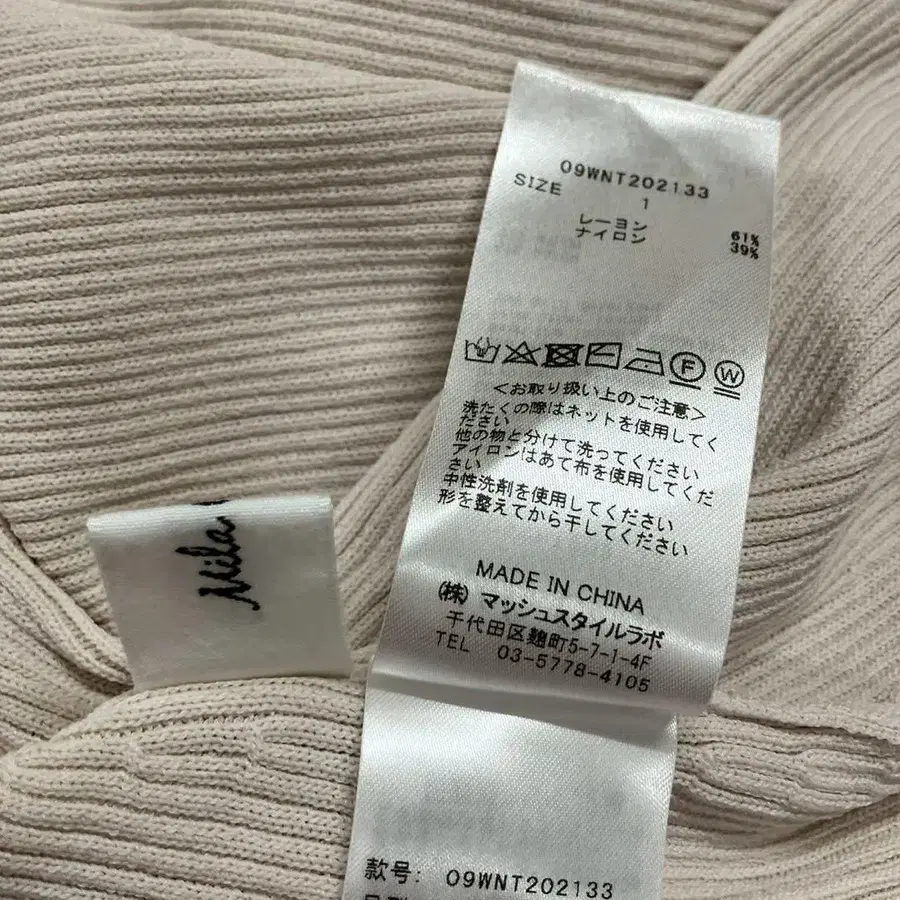 09WNT202133
SIZE 1
レーヨン 61%
ナイロン 39%
F W
<お取り扱い上のご注意>
洗たくの際はネットを使用してく
ださい
他の物と分けて洗ってください
アイロンはあて布を使用してくだ
さい
中性洗剤を使用してください
形を整えてから干してください
MADE IN CHINA
(株) マッシュスタイルラボ
千代田区麹町5-7-1-4F
TEL 03-5778-4105
Mila
款号: 09WNT202133